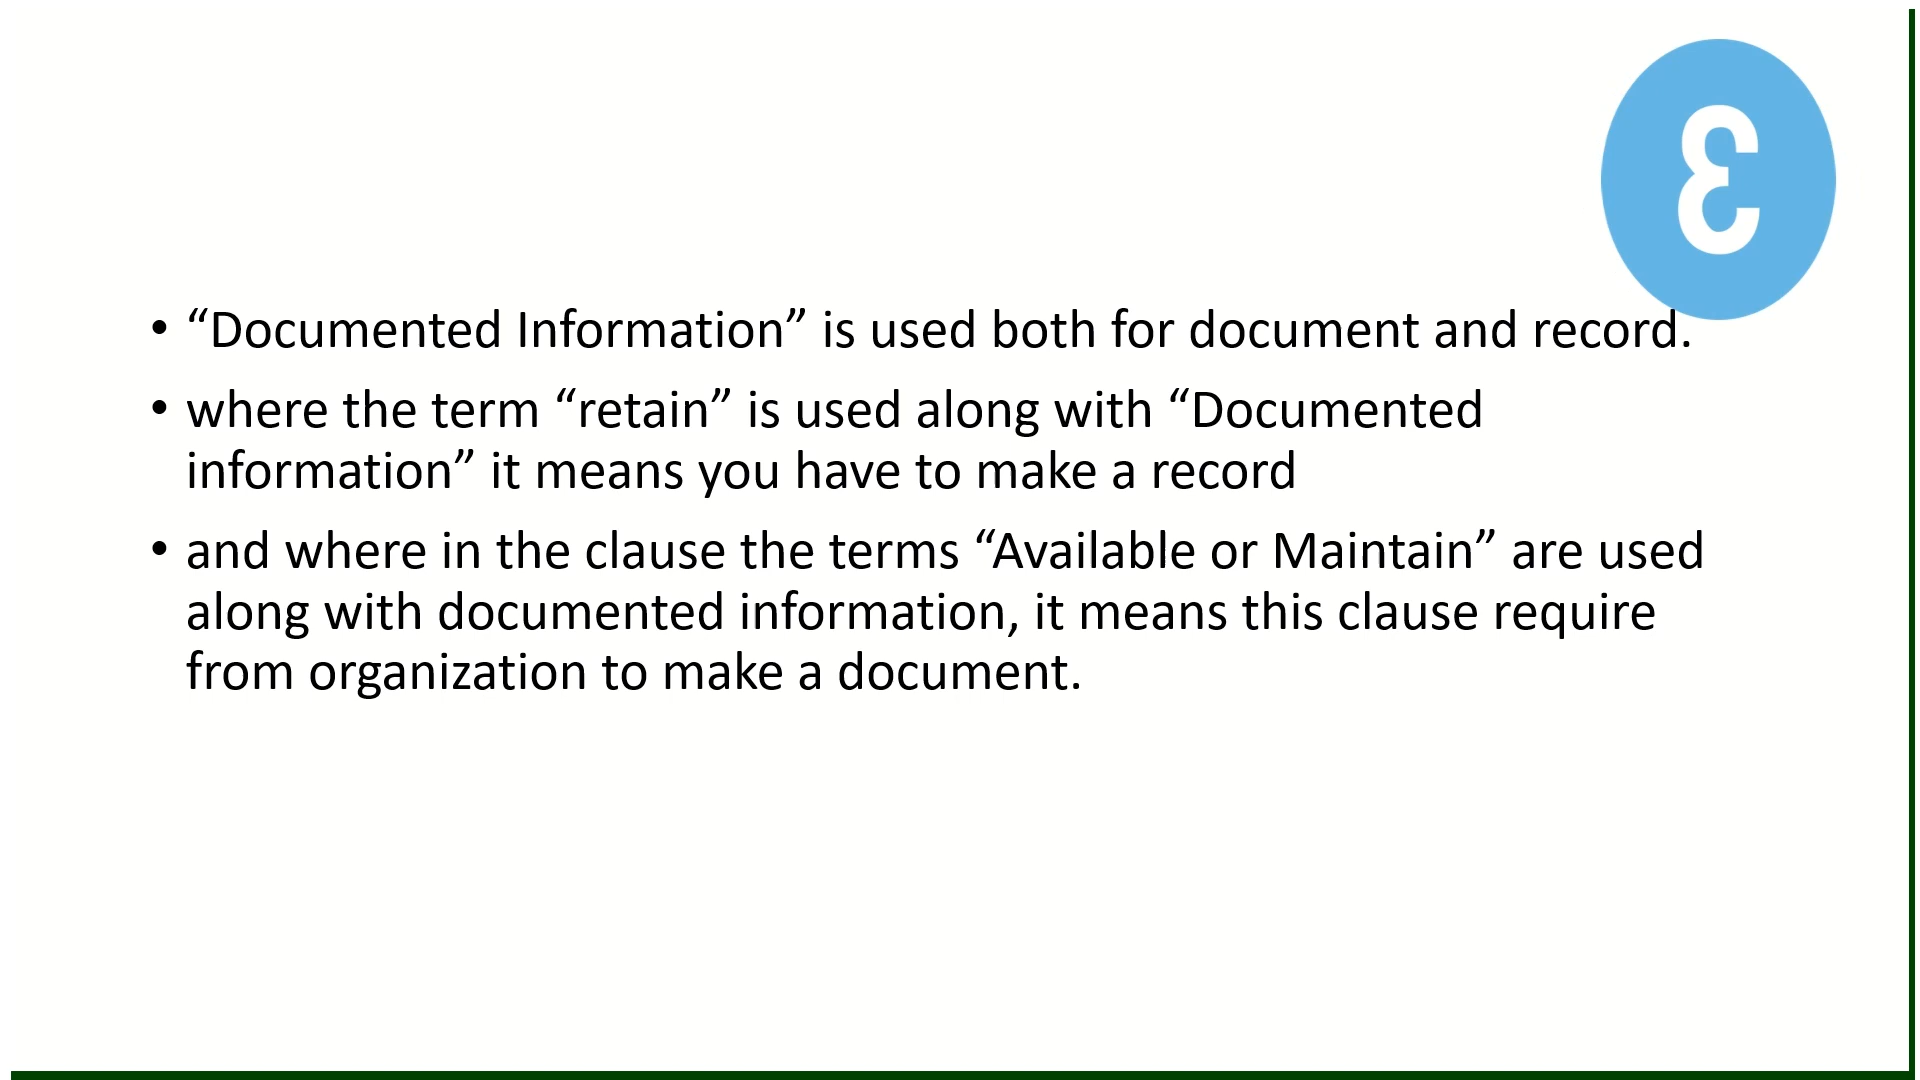 Ɛ
• “Documented Information” is used both for document and record.
• where the term “retain” is used along with “Documented
information” it means you have to make a record
• and where in the clause the terms “Available or Maintain” are used
along with documented information, it means this clause require
from organization to make a document.